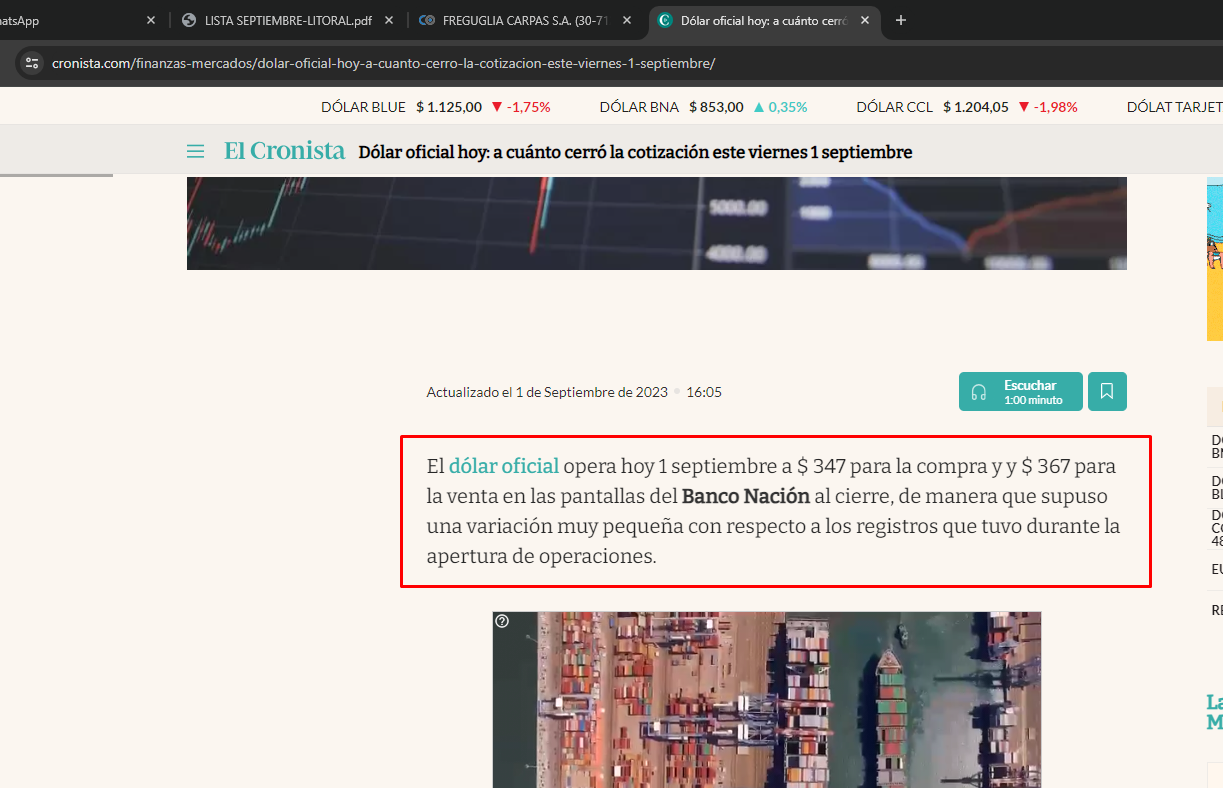 atsApp
LISTA SEPTIEMBRE-LITORAL.pdf
FREGUGLIA CARPAS S.A. (30-71
Dólar oficial hoy: a cuánto cerró
cronista.com/finanzas-mercados/dolar-oficial-hoy-a-cuanto-cerro-la-cotizacion-este-viernes-1-septiembre/
DÓLAR BLUE $ 1.125,00 ▼ -1,75% DÓLAR BNA $ 853,00 ▲ 0,35% DÓLAR CCL $ 1.204,05 ▼ -1,98% DÓLAT TARJET
El Cronista Dólar oficial hoy: a cuánto cerró la cotización este viernes 1 septiembre
5000.00
4000.00
Actualizado el 1 de Septiembre de 2023 • 16:05
Escuchar
1:00 minuto
El dólar oficial opera hoy 1 septiembre a $ 347 para la compra y y $ 367 para
la venta en las pantallas del Banco Nación al cierre, de manera que supuso
una variación muy pequeña con respecto a los registros que tuvo durante la
apertura de operaciones.
EU
RE
La
M